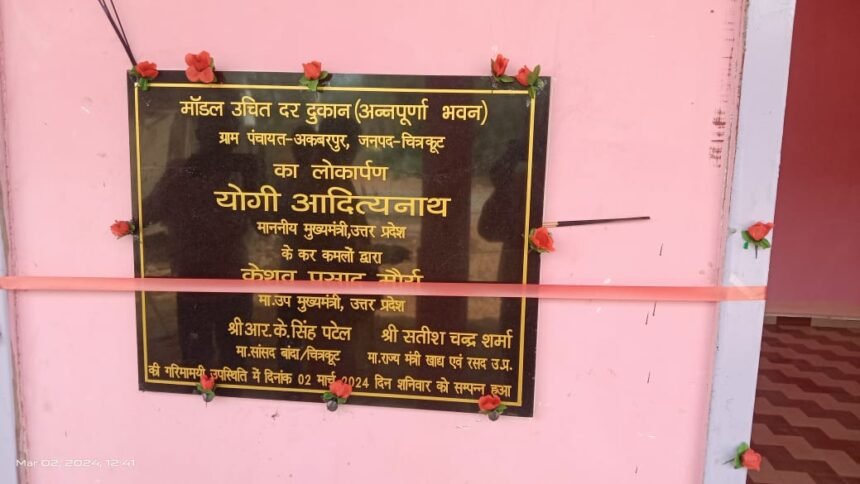 मॉडल उचित दर दुकान (अन्नपूर्णा भवन)
ग्राम पंचायत-अकबरपुर, जनपद-चित्रकूट
का लोकार्पण
योगी आदित्यनाथ
माननीय मुख्यमंत्री,उत्तर प्रदेश
के कर कमलों द्वारा
केशव प्रसाद मौर्य
मा.उप मुख्यमंत्री, उत्तर प्रदेश
श्री आर.के.सिंह पटेल श्री सतीश चन्द्र शर्मा
मा.सांसद बांदा/चित्रकूट मा.राज्य मंत्री खाद्य एवं रसद उ.प्र.
की गरिमामयी उपस्थिति में दिनांक 02 मार्च 2024 दिन शनिवार को सम्पन्न हुआ
Mar 02, 2024, 12:41